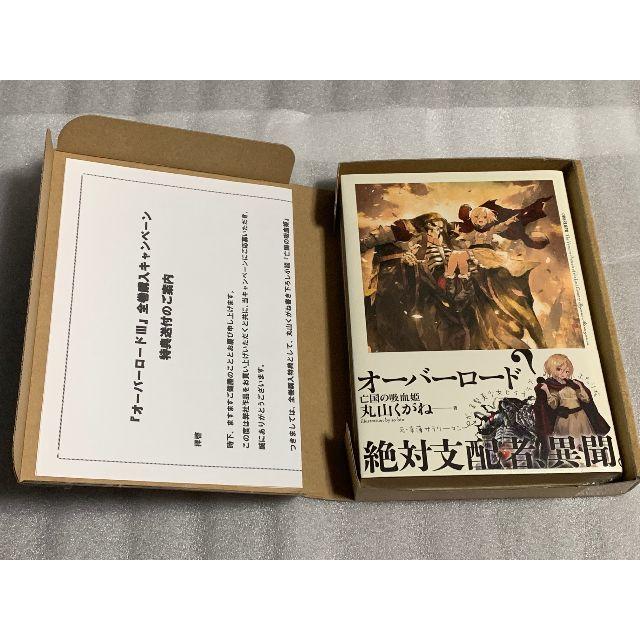 『オーバーロードIII』全巻購入キャンペーン
特典送付のご案内
拝啓
時下、ますますご健勝のこととお喜び申し上げます。
この度は弊社作品をお買い上げいただくと共に、当キャンペーンにご応募いただき、
誠にありがとうございます。
つきましては、全巻購入特典として、丸山くがね書き下ろし小説『亡国の吸血姫』
オーバーロード
亡国の吸血姫
丸山くがね——著
illustration by so-bin
絶対支配者、異聞。